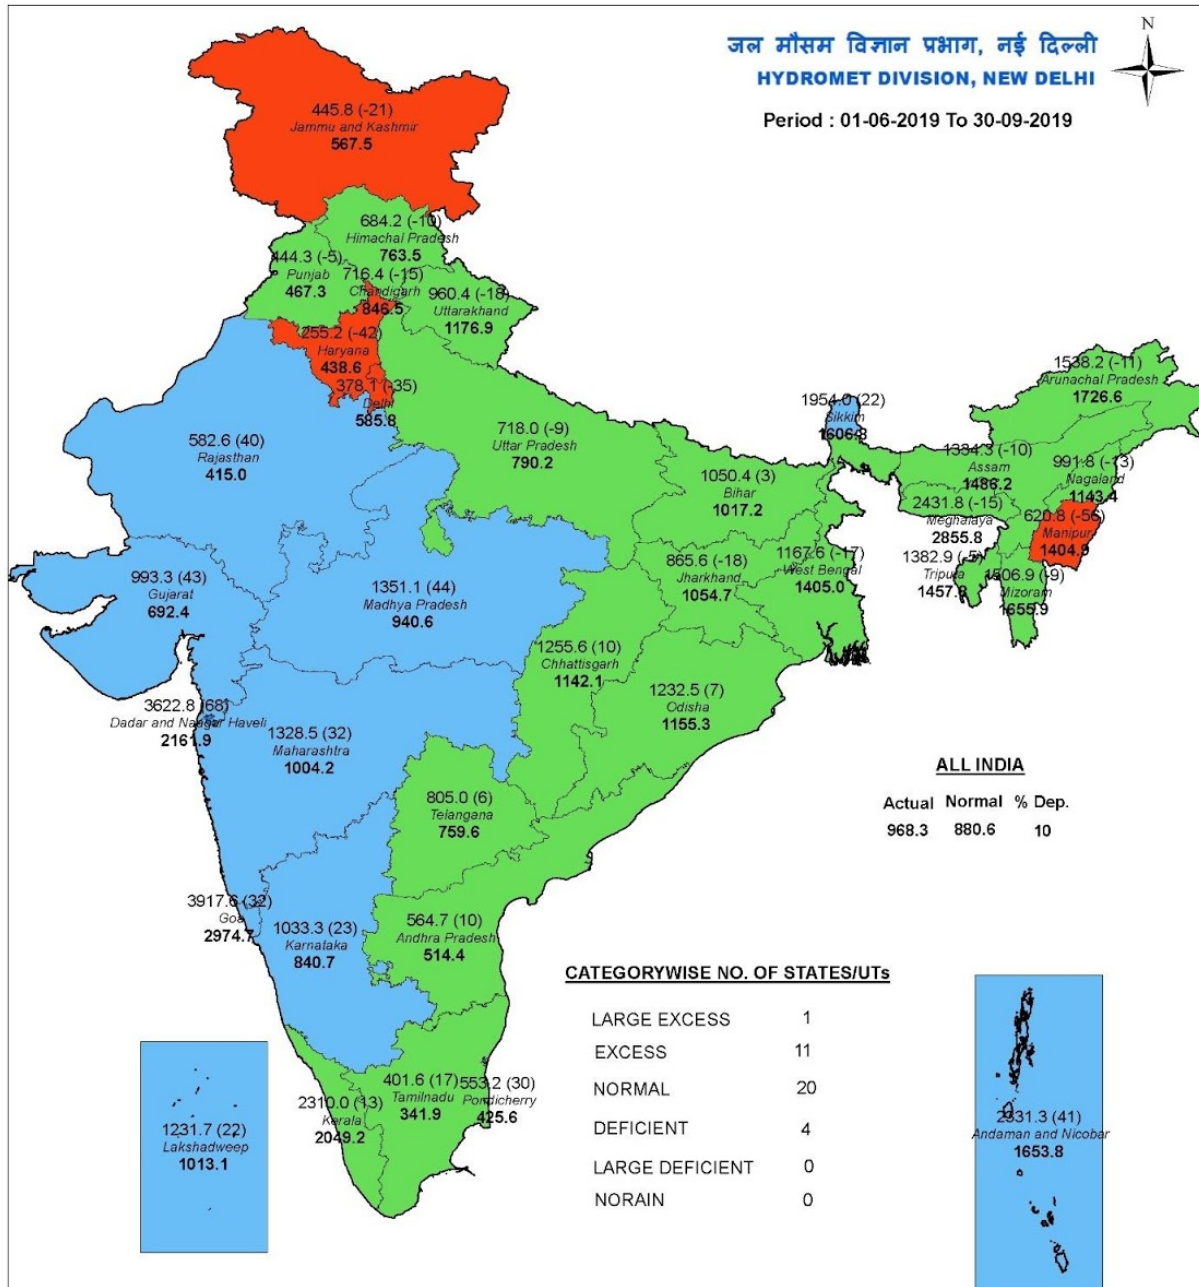 N
जल मौसम विज्ञान प्रभाग, नई दिल्ली
HYDROMET DIVISION, NEW DELHI
Period : 01-06-2019 To 30-09-2019
445.8 (-21)
Jammu and Kashmir
567.5
684.2 (-10)
Himachal Pradesh
763.5
444.3 (-5)
Punjab
467.3
716.4 (-15)
Chandigarh
846.5
960.4 (-18)
Uttarakhand
1176.9
255.2 (-42)
Haryana
438.6
378.1 (-35)
Delhi
585.8
582.6 (40)
Rajasthan
415.0
718.0 (-9)
Uttar Pradesh
790.2
1954.0 (22)
Sikkim
1606.3
1538.2 (-11)
Arunachal Pradesh
1726.6
1334.3 (-10)
Assam
1486.2
991.8 (-13)
Nagaland
1143.4
2431.8 (-15)
Meghalaya
2855.8
620.8 (-56)
Manipur
1404.9
1382.9 (-5)
Tripura
1457.3
1506.9 (-9)
Mizoram
1655.9
1050.4 (3)
Bihar
1017.2
865.6 (-18)
Jharkhand
1054.7
1167.6 (-17)
West Bengal
1405.0
993.3 (43)
Gujarat
692.4
1351.1 (44)
Madhya Pradesh
940.6
1255.6 (10)
Chhattisgarh
1142.1
1232.5 (7)
Odisha
1155.3
3622.8 (68)
Dadar and Nagar Haveli
2161.9
1328.5 (32)
Maharashtra
1004.2
805.0 (6)
Telangana
759.6
ALL INDIA
Actual Normal % Dep.
968.3 880.6 10
3917.6 (32)
Goa
2974.7
1033.3 (23)
Karnataka
840.7
564.7 (10)
Andhra Pradesh
514.4
CATEGORYWISE NO. OF STATES/UTs
LARGE EXCESS 1
EXCESS 11
NORMAL 20
DEFICIENT 4
LARGE DEFICIENT 0
NORAIN 0
1231.7 (22)
Lakshadweep
1013.1
2310.0 (13)
Kerala
2049.2
401.6 (17)
Tamilnadu
341.9
553.2 (30)
Pondicherry
425.6
2331.3 (41)
Andaman and Nicobar
1653.8